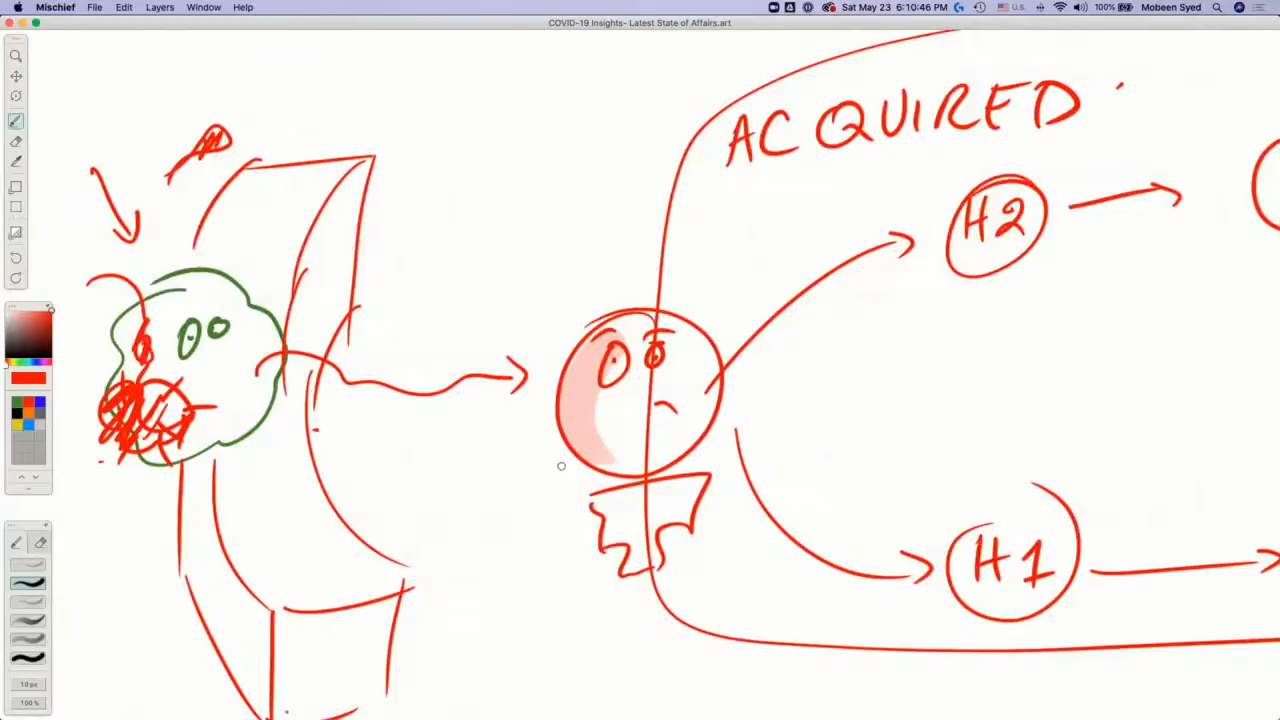 Mischief File Edit Layers Window Help U.S. 100% Sat May 23 6:10:46 PM Mobeen Syed
COVID-19 Insights- Latest State of Affairs.art
ACQUIRED
H2
H1
10 px
100 %